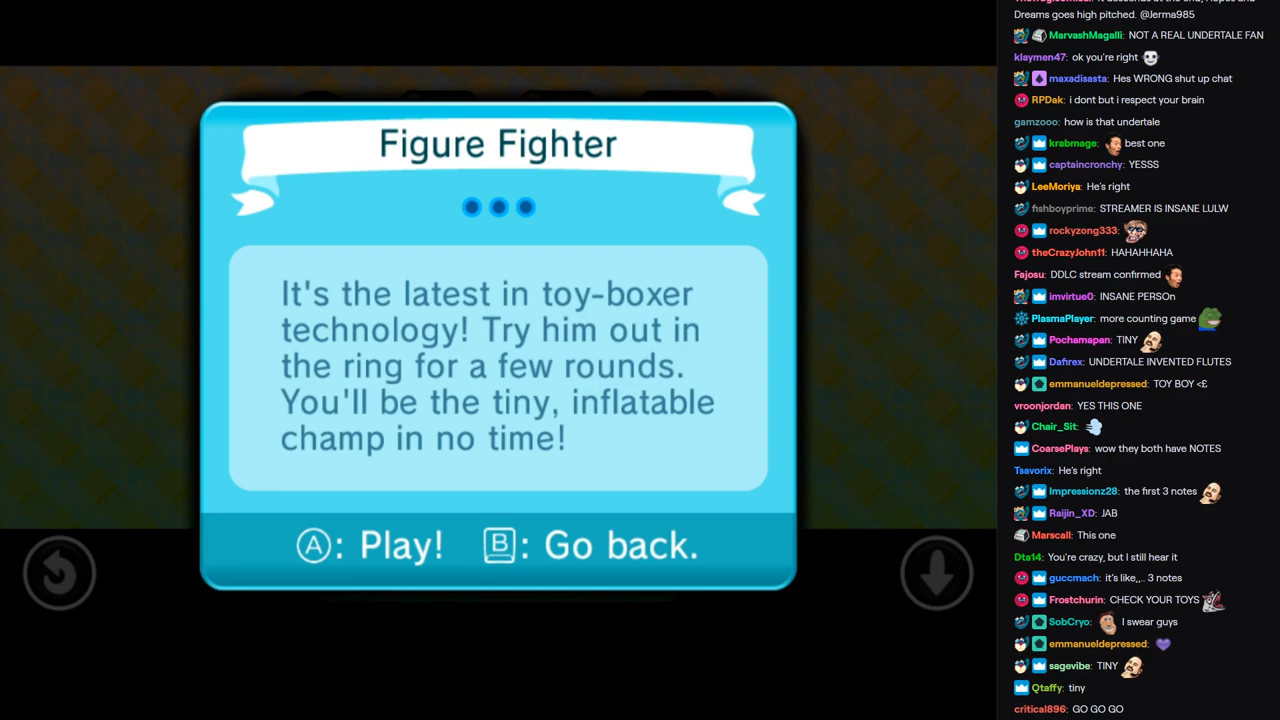 Figure Fighter
It's the latest in toy-boxer
technology! Try him out in
the ring for a few rounds.
You'll be the tiny, inflatable
champ in no time!
A: Play! B: Go back.
Dreams goes high pitched. @Jerma985
MarvashMagalli: NOT A REAL UNDERTALE FAN
klaymen47: ok you're right
maxadisasta: Hes WRONG shut up chat
RPDak: i dont but i respect your brain
gamzooo: how is that undertale
krabmage: best one
captaincronchy: YESSS
LeeMoriya: He's right
fishboyprime: STREAMER IS INSANE LULW
rockyzong333:
theCrazyJohn11: HAHAHHAHA
Fajosu: DDLC stream confirmed
imvirtue0: INSANE PERSOn
PlasmaPlayer: more counting game
Pochamapan: TINY
Dafirex: UNDERTALE INVENTED FLUTES
emmanueldepressed: TOY BOY <£
vroonjordan: YES THIS ONE
Chair_Sit:
CoarsePlays: wow they both have NOTES
Tsavorix: He's right
Impressionz28: the first 3 notes
Raijin_XD: JAB
Marscall: This one
Dta14: You're crazy, but I still hear it
guccmach: it's like,,.. 3 notes
Frostchurin: CHECK YOUR TOYS
SobCryo: I swear guys
emmanueldepressed:
sagevibe: TINY
Qtaffy: tiny
critical896: GO GO GO